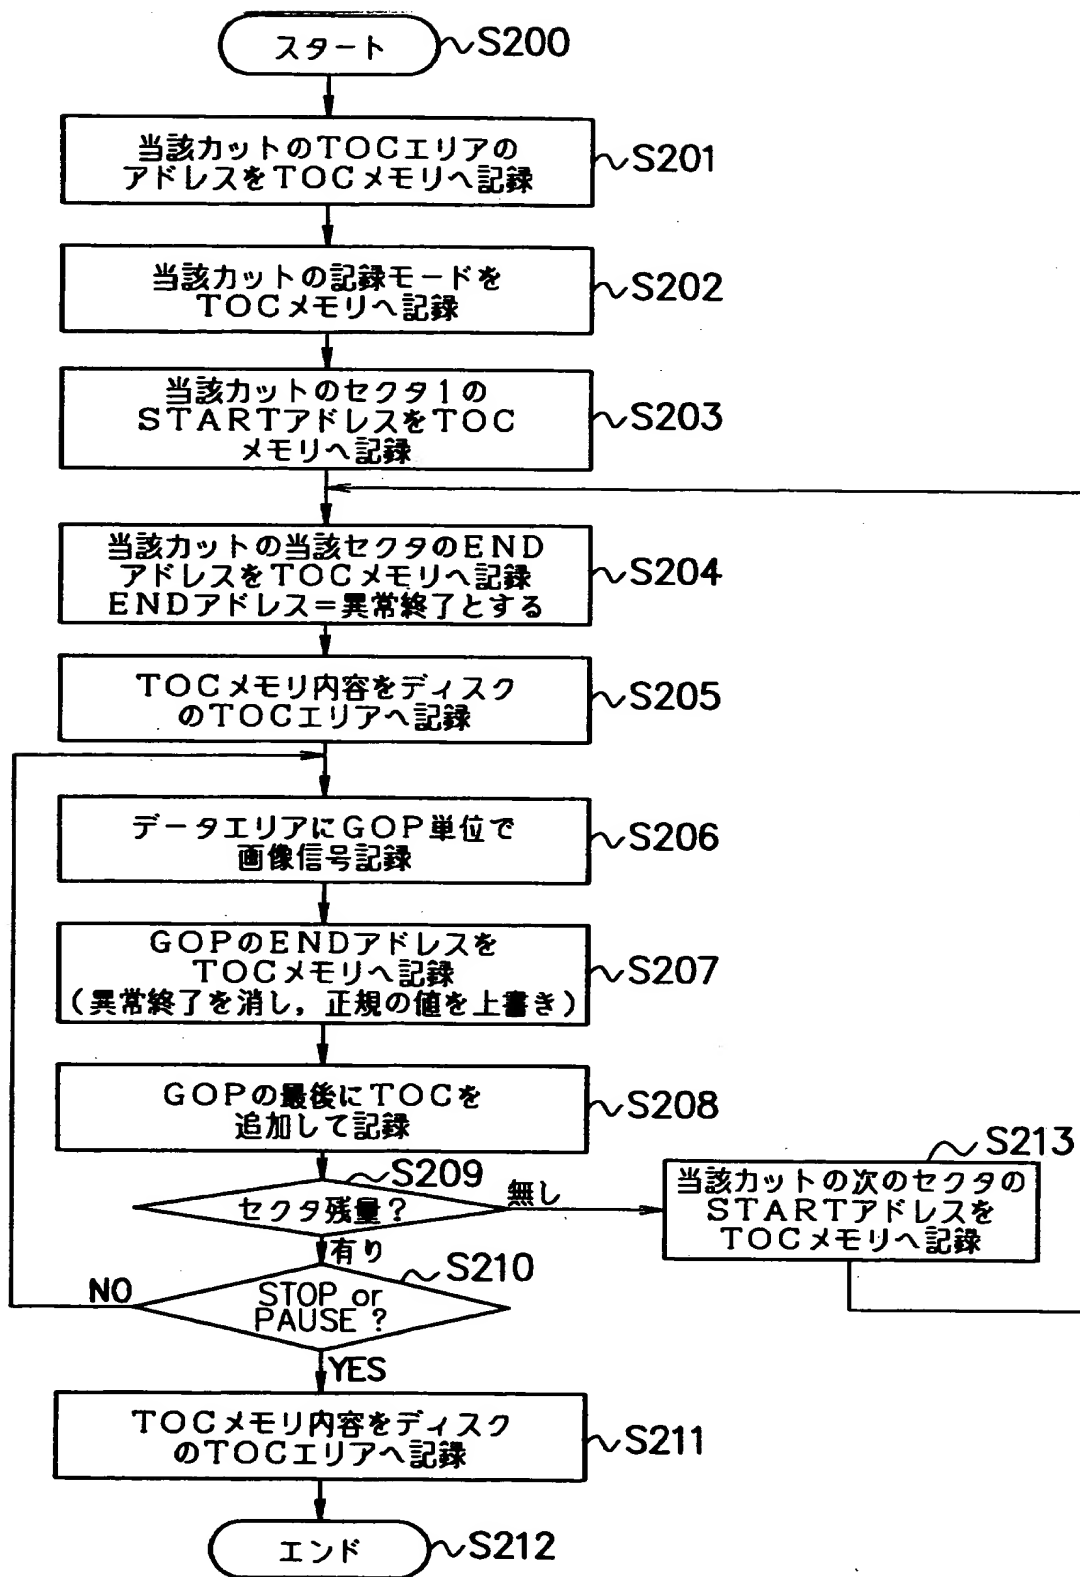 スタート
S200
当該カットのTOCエリアの
アドレスをTOCメモリへ記録
S201
当該カットの記録モードを
TOCメモリへ記録
S202
当該カットのセクタ1の
STARTアドレスをTOC
メモリへ記録
S203
当該カットの当該セクタのEND
アドレスをTOCメモリへ記録
ENDアドレス=異常終了とする
S204
TOCメモリ内容をディスク
のTOCエリアへ記録
S205
データエリアにGOP単位で
画像信号記録
S206
GOPのENDアドレスを
TOCメモリへ記録
(異常終了を消し,正規の値を上書き)
S207
GOPの最後にTOCを
追加して記録
S208
セクタ残量?
S209
無し
有り
当該カットの次のセクタの
STARTアドレスを
TOCメモリへ記録
S213
STOP or
PAUSE ?
S210
NO
YES
TOCメモリ内容をディスク
のTOCエリアへ記録
S211
エンド
S212